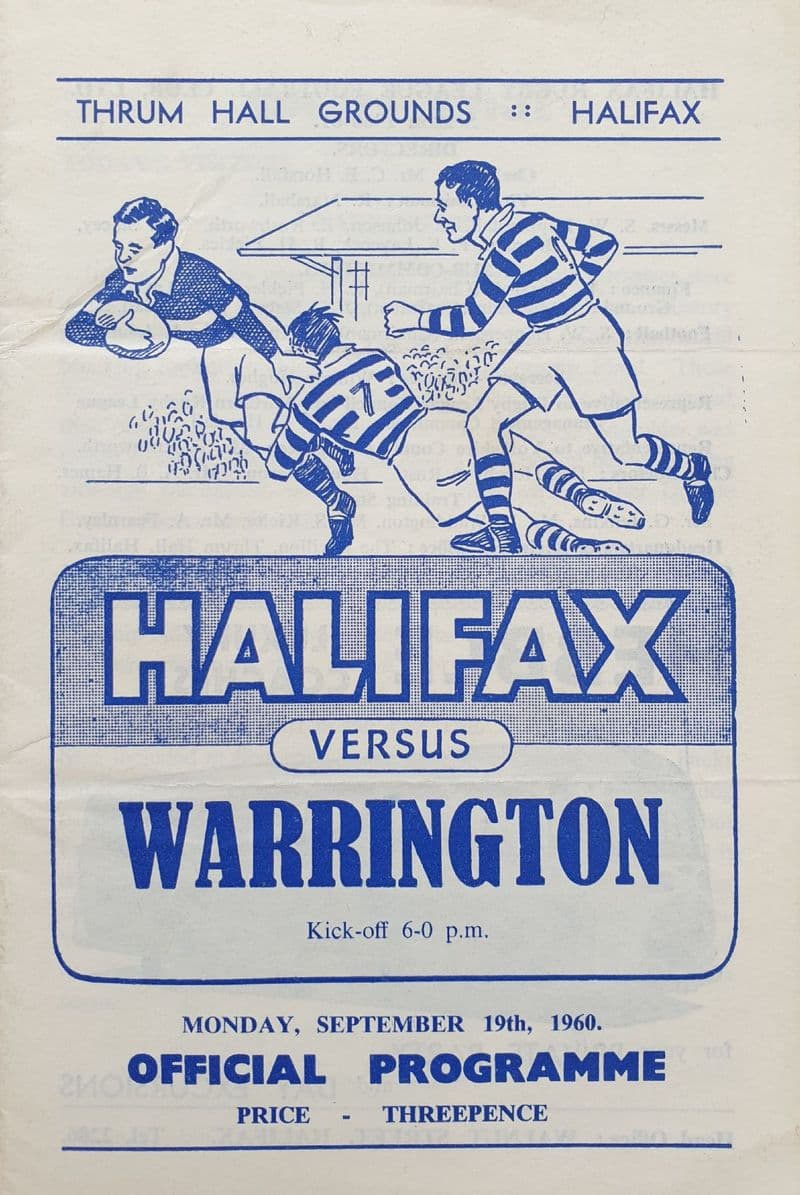 THRUM HALL GROUNDS :: HALIFAX
7
HALIFAX
VERSUS
WARRINGTON
Kick-off 6-0 p.m.
MONDAY, SEPTEMBER 19th, 1960.
OFFICIAL PROGRAMME
PRICE - THREEPENCE